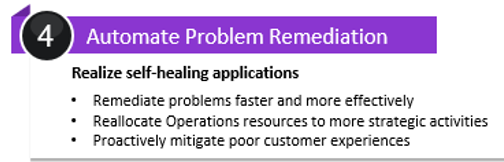 4 Automate Problem Remediation
Realize self-healing applications
• Remediate problems faster and more effectively
• Reallocate Operations resources to more strategic activities
• Proactively mitigate poor customer experiences